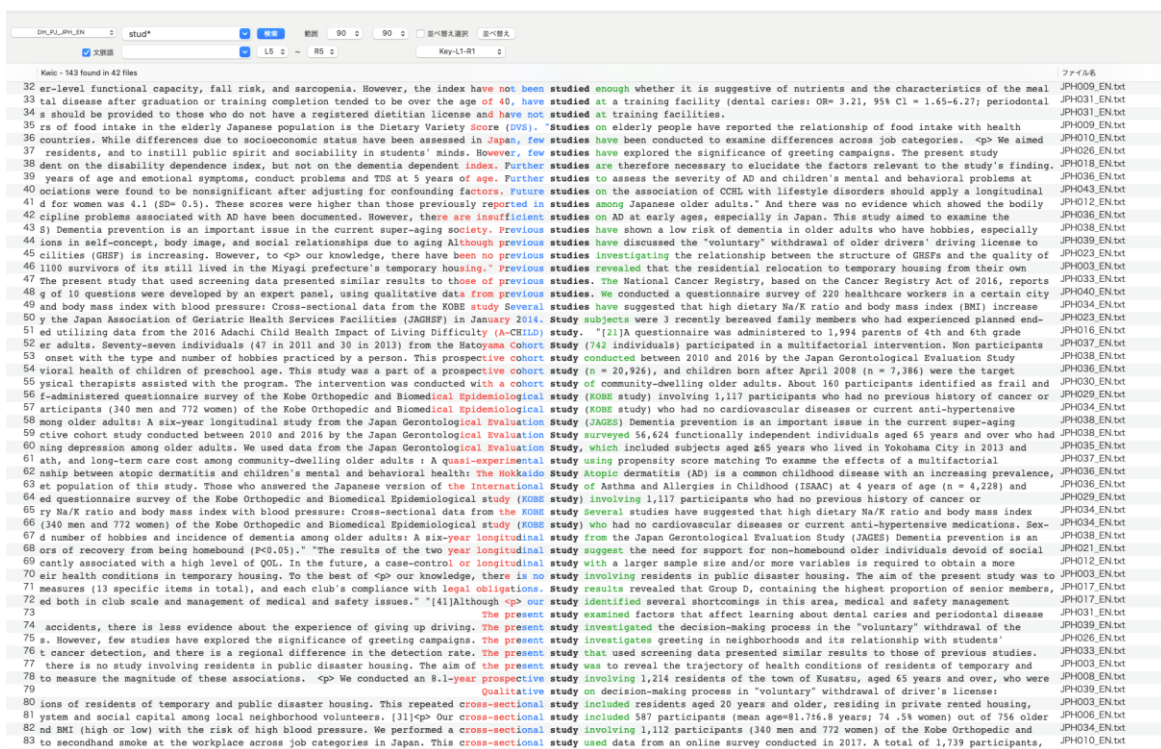 DH_PJ_JPH_EN stud* 検索 範囲 90 90 並べ替え選択 並べ替え
文脈語 L5 ~ R5 Key-L1-R1
Kwic - 143 found in 42 files ファイル名
32 er-level functional capacity, fall risk, and sarcopenia. However, the index have not been studied enough whether it is suggestive of nutrients and the characteristics of the meal JPH009_EN.txt
33 tal disease after graduation or training completion tended to be over the age of 40, have studied at a training facility (dental caries: OR= 3.21, 95% Cl = 1.65–6.27; periodontal JPH031_EN.txt
34 s should be provided to those who do not have a registered dietitian license and have not studied at training facilities. JPH031_EN.txt
35 rs of food intake in the elderly Japanese population is the Dietary Variety Score (DVS). "Studies on elderly people have reported the relationship of food intake with health JPH009_EN.txt
36 countries. While differences due to socioeconomic status have been assessed in Japan, few studies have been conducted to examine differences across job categories. <p> We aimed JPH010_EN.txt
37 residents, and to instill public spirit and sociability in students' minds. However, few studies have explored the significance of greeting campaigns. The present study JPH026_EN.txt
38 dent on the disability dependence index, but not on the dementia dependent index. Further studies are therefore necessary to elucidate the factors relevant to the study's finding. JPH018_EN.txt
39 years of age and emotional symptoms, conduct problems and TDS at 5 years of age. Further studies to assess the severity of AD and children's mental and behavioral problems at JPH036_EN.txt
40 ociations were found to be nonsignificant after adjusting for confounding factors. Future studies on the association of CCHL with lifestyle disorders should apply a longitudinal JPH043_EN.txt
41 d for women was 4.1 (SD= 0.5). These scores were higher than those previously reported in studies among Japanese older adults." And there was no evidence which showed the bodily JPH012_EN.txt
42 cipline problems associated with AD have been documented. However, there are insufficient studies on AD at early ages, especially in Japan. This study aimed to examine the JPH036_EN.txt
43 S) Dementia prevention is an important issue in the current super-aging society. Previous studies have shown a low risk of dementia in older adults who have hobbies, especially JPH038_EN.txt
44 ions in self-concept, body image, and social relationships due to aging Although previous studies have discussed the "voluntary" withdrawal of older drivers' driving license to JPH039_EN.txt
45 cilities (GHSF) is increasing. However, to <p> our knowledge, there have been no previous studies investigating the relationship between the structure of GHSFs and the quality of JPH023_EN.txt
46 1100 survivors of its still lived in the Miyagi prefecture's temporary housing." Previous studies revealed that the residential relocation to temporary housing from their own JPH003_EN.txt
47 The present study that used screening data presented similar results to those of previous studies. The National Cancer Registry, based on the Cancer Registry Act of 2016, reports JPH033_EN.txt
48 g of 10 questions were developed by an expert panel, using qualitative data from previous studies. We conducted a questionnaire survey of 220 healthcare workers in a certain city JPH040_EN.txt
49 and body mass index with blood pressure: Cross-sectional data from the KOBE study Several studies have suggested that high dietary Na/K ratio and body mass index (BMI) increase JPH034_EN.txt
50 y the Japan Association of Geriatric Health Services Facilities (JAGHSF) in January 2014. Study subjects were 3 recently bereaved family members who had experienced planned end- JPH023_EN.txt
51 ed utilizing data from the 2016 Adachi Child Health Impact of Living Difficulty (A-CHILD) study. "[21]A questionnaire was administered to 1,994 parents of 4th and 6th grade JPH016_EN.txt
52 er adults. Seventy-seven individuals (47 in 2011 and 30 in 2013) from the Hatoyama Cohort Study (742 individuals) participated in a multifactorial intervention. Non participants JPH037_EN.txt
53 onset with the type and number of hobbies practiced by a person. This prospective cohort study conducted between 2010 and 2016 by the Japan Gerontological Evaluation Study JPH038_EN.txt
54 vioral health of children of preschool age. This study was a part of a prospective cohort study (n = 20,926), and children born after April 2008 (n = 7,386) were the target JPH036_EN.txt
55 ysical therapists assisted with the program. The intervention was conducted with a cohort study of community-dwelling older adults. About 160 participants identified as frail and JPH030_EN.txt
56 f-administered questionnaire survey of the Kobe Orthopedic and Biomedical Epidemiological study (KOBE study) involving 1,117 participants who had no previous history of cancer or JPH029_EN.txt
57 articipants (340 men and 772 women) of the Kobe Orthopedic and Biomedical Epidemiological study (KOBE study) who had no cardiovascular diseases or current anti-hypertensive JPH034_EN.txt
58 mong older adults: A six-year longitudinal study from the Japan Gerontological Evaluation Study (JAGES) Dementia prevention is an important issue in the current super-aging JPH038_EN.txt
59 ctive cohort study conducted between 2010 and 2016 by the Japan Gerontological Evaluation Study surveyed 56,624 functionally independent individuals aged 65 years and over who had JPH038_EN.txt
60 ning depression among older adults. We used data from the Japan Gerontological Evaluation Study, which included subjects aged ≧65 years who lived in Yokohama City in 2013 and JPH035_EN.txt
61 ath, and long-term care cost among community-dwelling older adults : A quasi-experimental study using propensity score matching To examine the effects of a multifactorial JPH037_EN.txt
62 nship between atopic dermatitis and children's mental and behavioral health: The Hokkaido Study Atopic dermatitis (AD) is a common childhood disease with an increasing prevalence, JPH036_EN.txt
63 et population of this study. Those who answered the Japanese version of the International Study of Asthma and Allergies in Childhood (ISAAC) at 4 years of age (n = 4,228) and JPH036_EN.txt
64 ed questionnaire survey of the Kobe Orthopedic and Biomedical Epidemiological study (KOBE study) involving 1,117 participants who had no previous history of cancer or JPH029_EN.txt
65 ry Na/K ratio and body mass index with blood pressure: Cross-sectional data from the KOBE study Several studies have suggested that high dietary Na/K ratio and body mass index JPH034_EN.txt
66 (340 men and 772 women) of the Kobe Orthopedic and Biomedical Epidemiological study (KOBE study) who had no cardiovascular diseases or current anti-hypertensive medications. Sex- JPH034_EN.txt
67 d number of hobbies and incidence of dementia among older adults: A six-year longitudinal study from the Japan Gerontological Evaluation Study (JAGES) Dementia prevention is an JPH038_EN.txt
68 ors of recovery from being homebound (P<0.05)." "The results of the two year longitudinal study suggest the need for support for non-homebound older individuals devoid of social JPH021_EN.txt
69 cantly associated with a high level of QOL. In the future, a case-control or longitudinal study with a larger sample size and/or more variables is required to obtain a more JPH012_EN.txt
70 eir health conditions in temporary housing. To the best of <p> our knowledge, there is no study involving residents in public disaster housing. The aim of the present study was to JPH003_EN.txt
71 measures (13 specific items in total), and each club's compliance with legal obligations. Study results revealed that Group D, containing the highest proportion of senior members, JPH017_EN.txt
72 ed both in club scale and management of medical and safety issues." "[41]Although <p> our study identified several shortcomings in this area, medical and safety management JPH017_EN.txt
73 The present study examined factors that affect learning about dental caries and periodontal disease JPH031_EN.txt
74 accidents, there is less evidence about the experience of giving up driving. The present study investigated the decision-making process in the "voluntary" withdrawal of the JPH039_EN.txt
75 s. However, few studies have explored the significance of greeting campaigns. The present study investigates greeting in neighborhoods and its relationship with students' JPH026_EN.txt
76 t cancer detection, and there is a regional difference in the detection rate. The present study that used screening data presented similar results to those of previous studies. JPH033_EN.txt
77 there is no study involving residents in public disaster housing. The aim of the present study was to reveal the trajectory of health conditions of residents of temporary and JPH003_EN.txt
78 to measure the magnitude of these associations. <p> We conducted an 8.1-year prospective study involving 1,214 residents of the town of Kusatsu, aged 65 years and over, who were JPH008_EN.txt
79 Qualitative study on decision-making process in "voluntary" withdrawal of driver's license: JPH039_EN.txt
80 ions of residents of temporary and public disaster housing. This repeated cross-sectional study included residents aged 20 years and older, residing in private rented housing, JPH003_EN.txt
81 ystem and social capital among local neighborhood volunteers. [31]<p> Our cross-sectional study included 587 participants (mean age=81.7±6.8 years; 74 .5% women) out of 756 older JPH006_EN.txt
82 nd BMI (high or low) with the risk of high blood pressure. We performed a cross-sectional study involving 1,112 participants (340 men and 772 women) of the Kobe Orthopedic and JPH034_EN.txt
83 to secondhand smoke at the workplace across job categories in Japan. This cross-sectional study used data from an online survey conducted in 2017. A total of 1,739 participants, JPH010_EN.txt